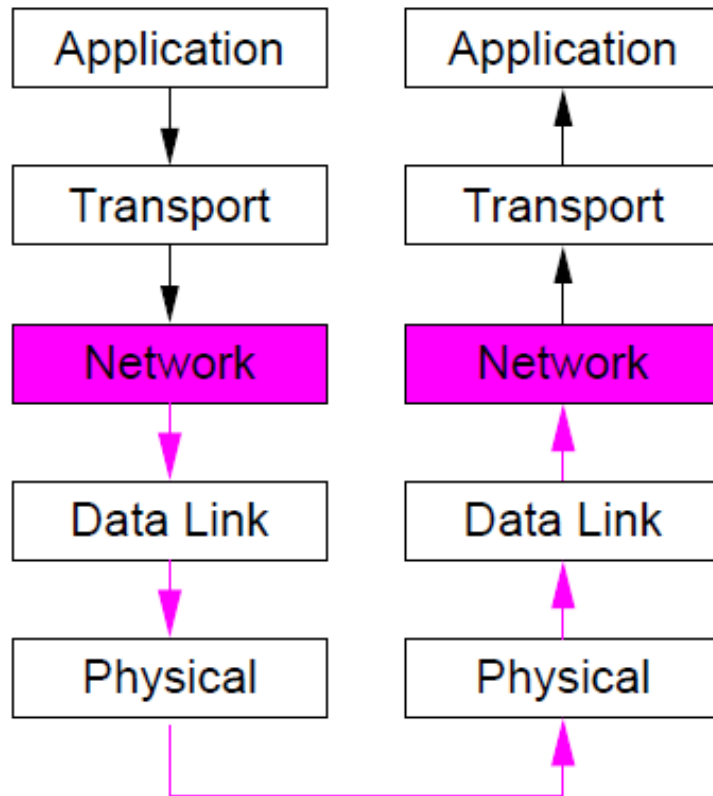 Application
Transport
Network
Data Link
Physical
Application
Transport
Network
Data Link
Physical